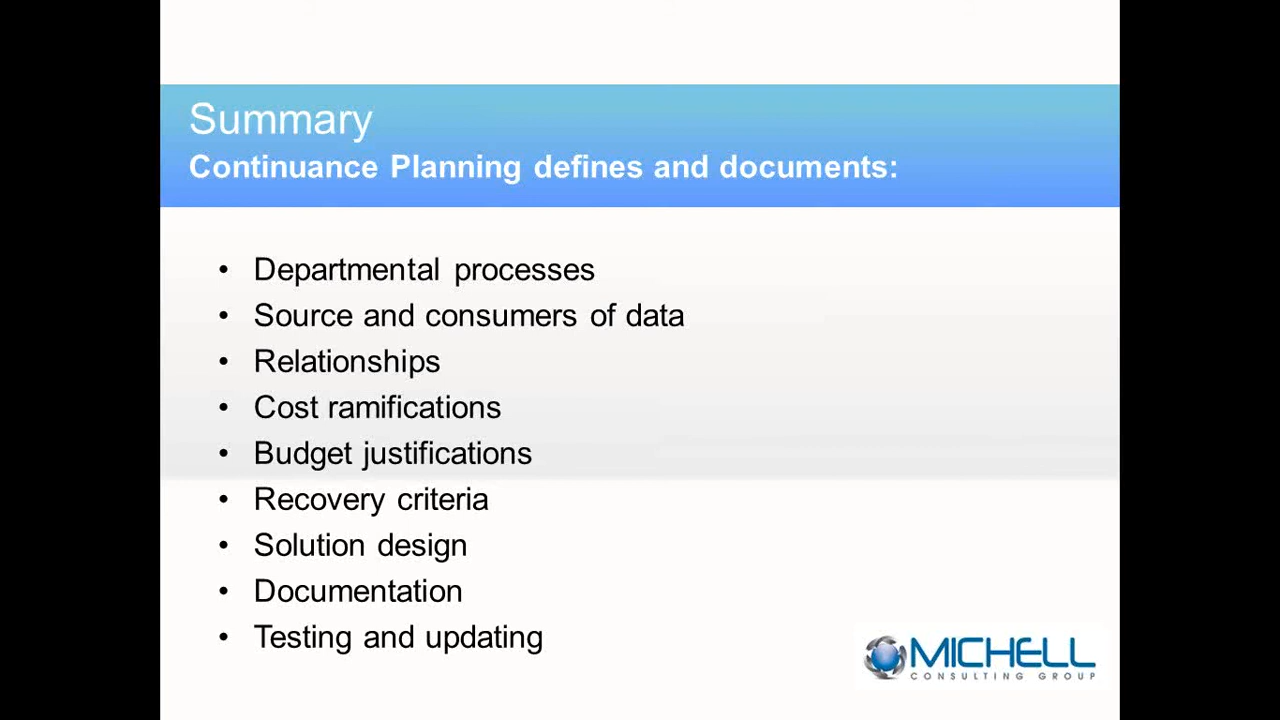 Summary
Continuance Planning defines and documents:
• Departmental processes
• Source and consumers of data
• Relationships
• Cost ramifications
• Budget justifications
• Recovery criteria
• Solution design
• Documentation
• Testing and updating
MICHELL
CONSULTING GROUP